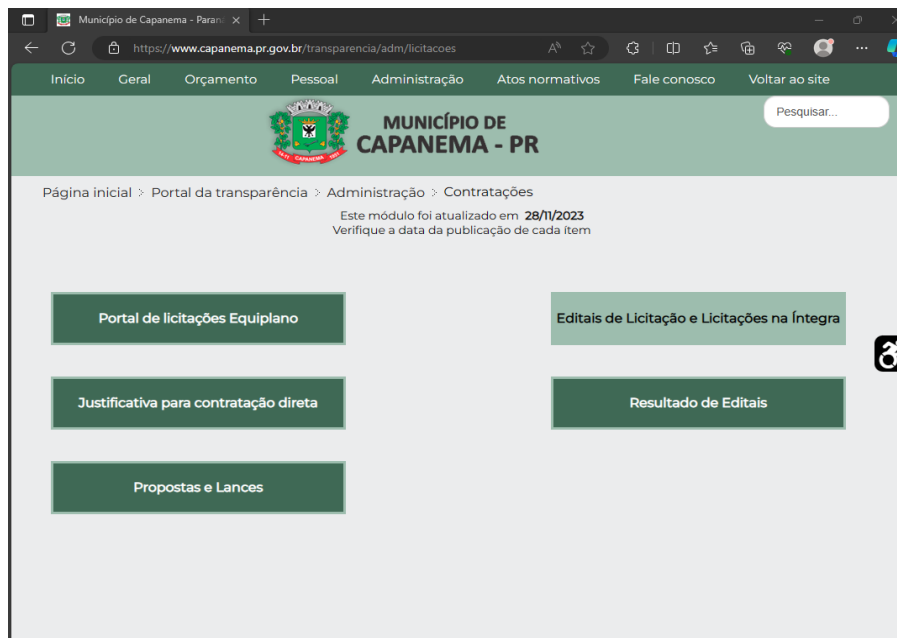 Município de Capanema - Paran
https://www.capanema.pr.gov.br/transparencia/adm/licitacoes
Início Geral Orçamento Pessoal Administração Atos normativos Fale conosco Voltar ao site
MUNICÍPIO DE
CAPANEMA - PR
Pesquisar...
CAPANEMA
Página inicial > Portal da transparência > Administração > Contratações
Este módulo foi atualizado em 28/11/2023
Verifique a data da publicação de cada ítem
Portal de licitações Equiplano
Editais de Licitação e Licitações na Íntegra
Justificativa para contratação direta
Resultado de Editais
Propostas e Lances